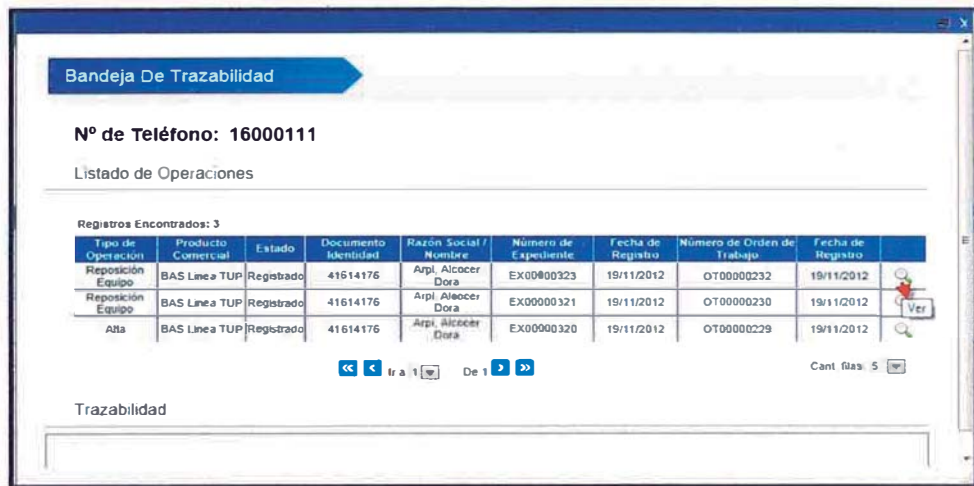 Bandeja De Trazabilidad
Nº de Teléfono: 16000111
Listado de Operaciones
Registros Encontrados: 3
Tipo de Operación Producto Comercial Estado Documento Identidad Razón Social / Nombre Número de Expediente Fecha de Registro Número de Orden de Trabajo Fecha de Registro
Reposición Equipo BAS Linea TUP Registrado 41614176 Arpi, Alcocer Dora EX00000323 19/11/2012 OT00000232 19/11/2012
Reposición Equipo BAS Linea TUP Registrado 41614176 Arpi, Alcocer Dora EX00000321 19/11/2012 OT00000230 19/11/2012
Ver
Alta BAS Linea TUP Registrado 41614176 Arpi, Alcocer Dora EX00000320 19/11/2012 OT00000229 19/11/2012
Ir a 1 De 1 Cant. filas: 5
Trazabilidad